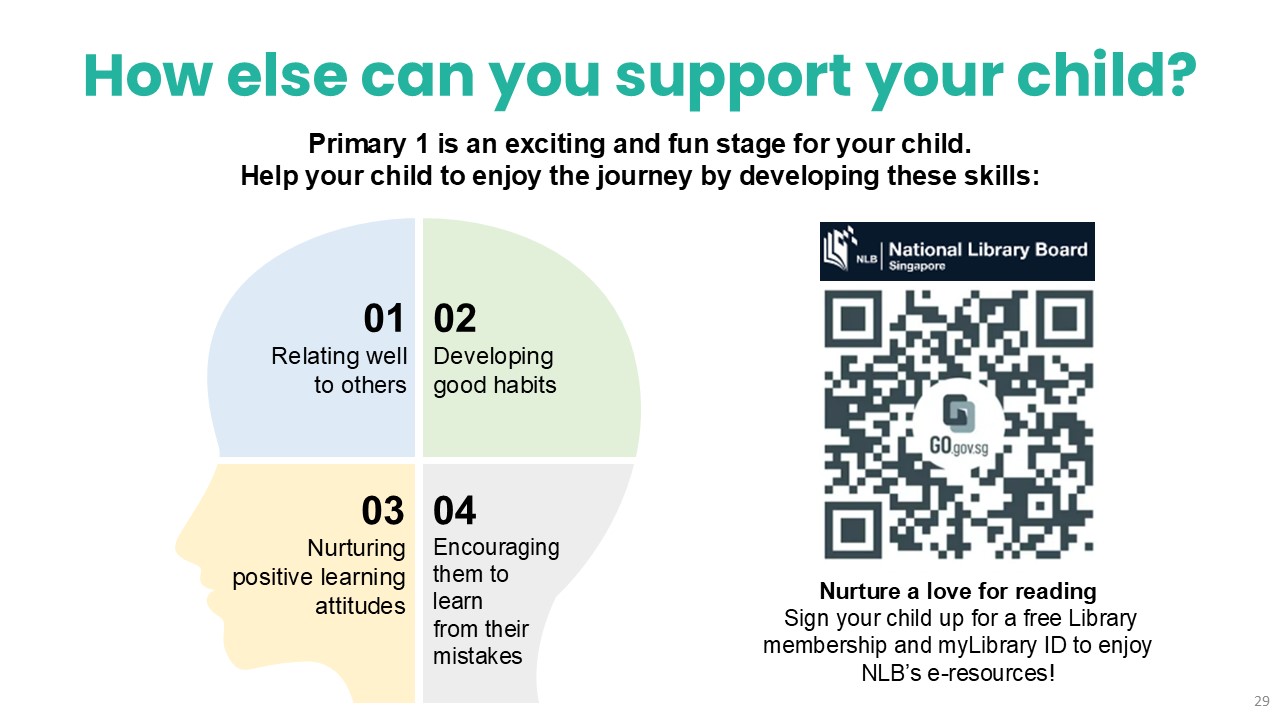 How else can you support your child?
Primary 1 is an exciting and fun stage for your child.
Help your child to enjoy the journey by developing these skills:
01
Relating well
to others
02
Developing
good habits
03
Nurturing
positive learning
attitudes
04
Encouraging
them to
learn
from their
mistakes
NLB National Library Board
Singapore
GO.gov.sg
Nurture a love for reading
Sign your child up for a free Library
membership and myLibrary ID to enjoy
NLB’s e-resources!
29